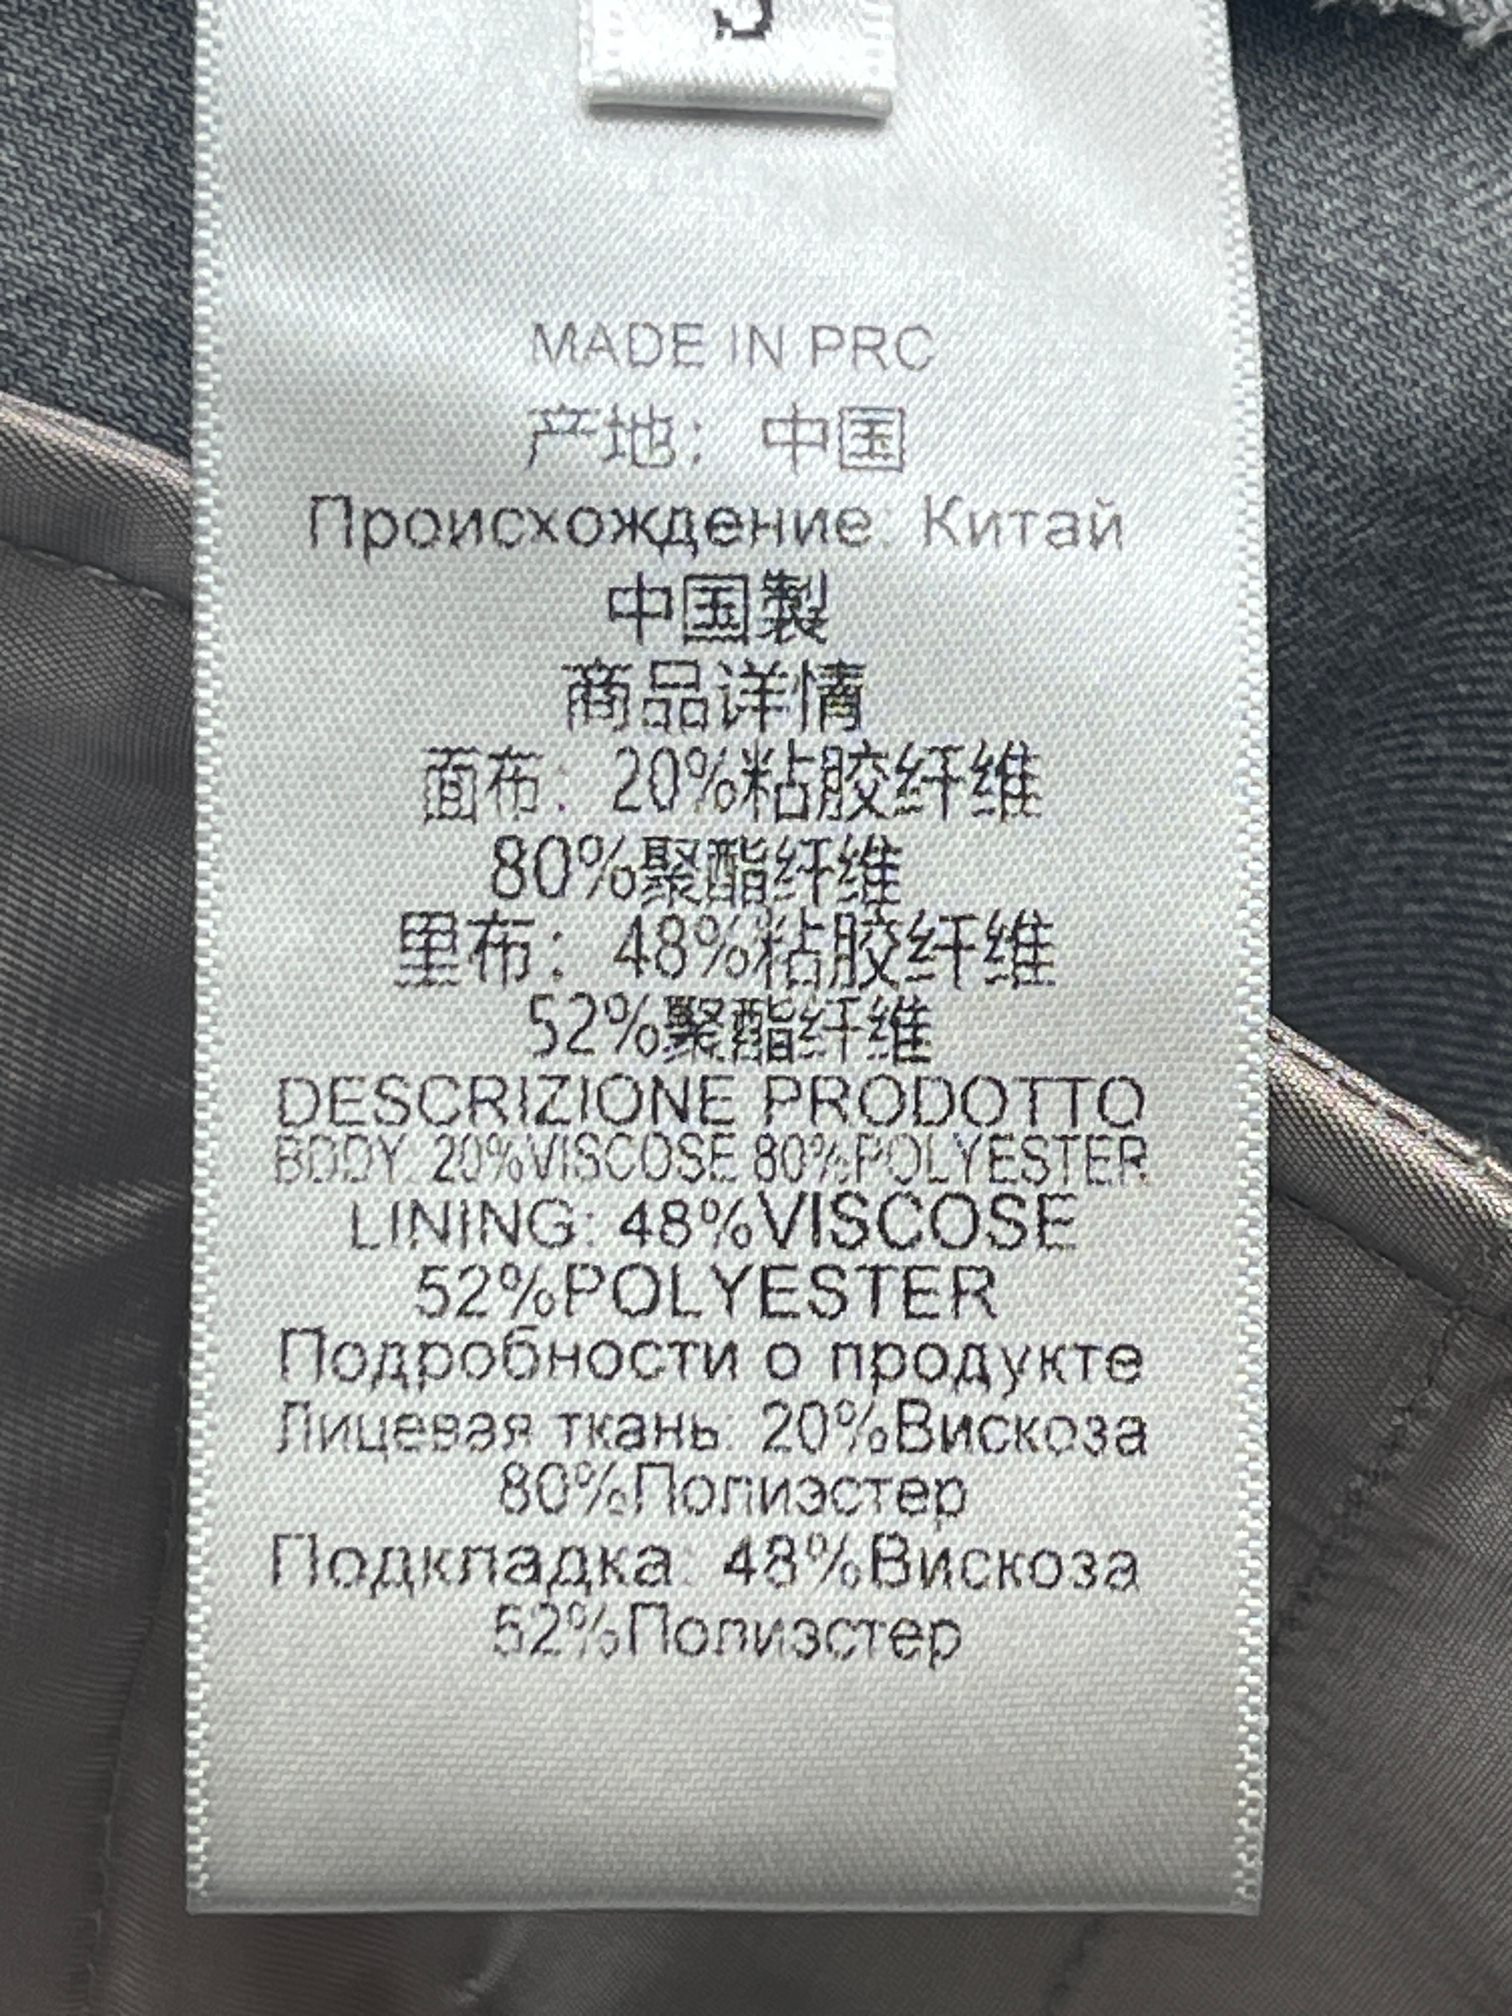 MADE IN PRC
产地: 中国
Происхождение: Китай
中国製
商品详情
面布: 20%粘胶纤维
80%聚酯纤维
里布: 48%粘胶纤维
52%聚酯纤维
DESCRIZIONE PRODOTTO
BODY: 20%VISCOSE 80%POLYESTER
LINING: 48%VISCOSE
52%POLYESTER
Подробности о продукте
Лицевая ткань: 20%Вискоза
80%Полиэстер
Подкладка: 48%Вискоза
52%Полиэстер